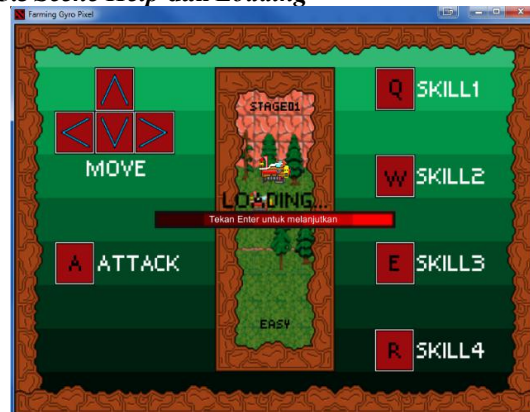 Scene Help dan Loading
Farming Gyro Pixel
MOVE
A ATTACK
STAGE01
LOADING...
Tekan Enter untuk melanjutkan
EASY
Q SKILL1
W SKILL2
E SKILL3
R SKILL4